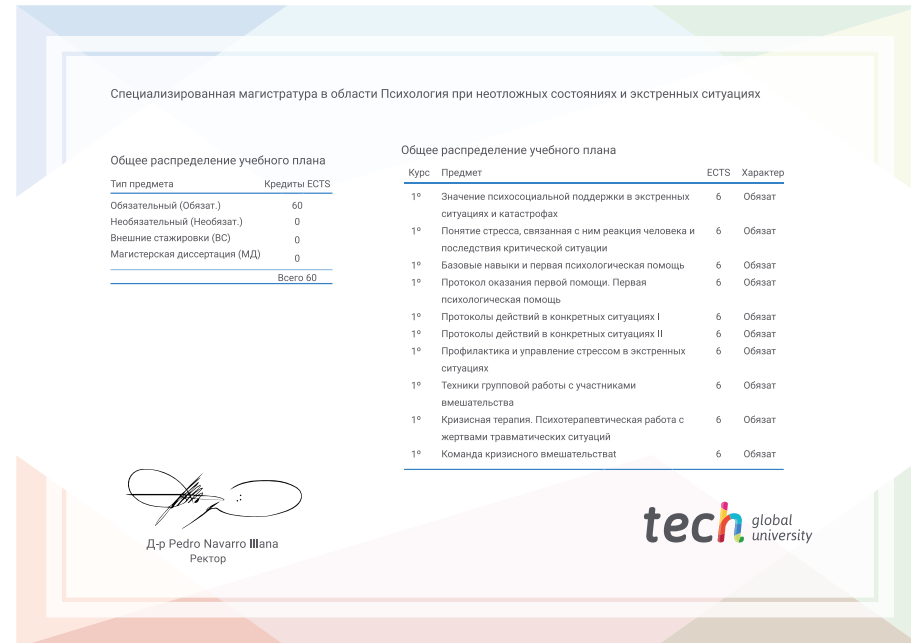 Специализированная магистратура в области Психология при неотложных состояниях и экстренных ситуациях
Общее распределение учебного плана
Тип предмета Кредиты ECTS
Обязательный (Обязат.) 60
Необязательный (Необязат.) 0
Внешние стажировки (ВС) 0
Магистерская диссертация (МД) 0
Всего 60
Общее распределение учебного плана
Курс Предмет ECTS Характер
1º Значение психосоциальной поддержки в экстренных 6 Обязат
ситуациях и катастрофах
1º Понятие стресса, связанная с ним реакция человека и 6 Обязат
последствия критической ситуации
1º Базовые навыки и первая психологическая помощь 6 Обязат
1º Протокол оказания первой помощи. Первая 6 Обязат
психологическая помощь
1º Протоколы действий в конкретных ситуациях I 6 Обязат
1º Протоколы действий в конкретных ситуациях II 6 Обязат
1º Профилактика и управление стрессом в экстренных 6 Обязат
ситуациях
1º Техники групповой работы с участниками 6 Обязат
вмешательства
1º Кризисная терапия. Психотерапевтическая работа с 6 Обязат
жертвами травматических ситуаций
1º Команда кризисного вмешательстваt 6 Обязат
Д-р Pedro Navarro Illana
Ректор
tech global
university